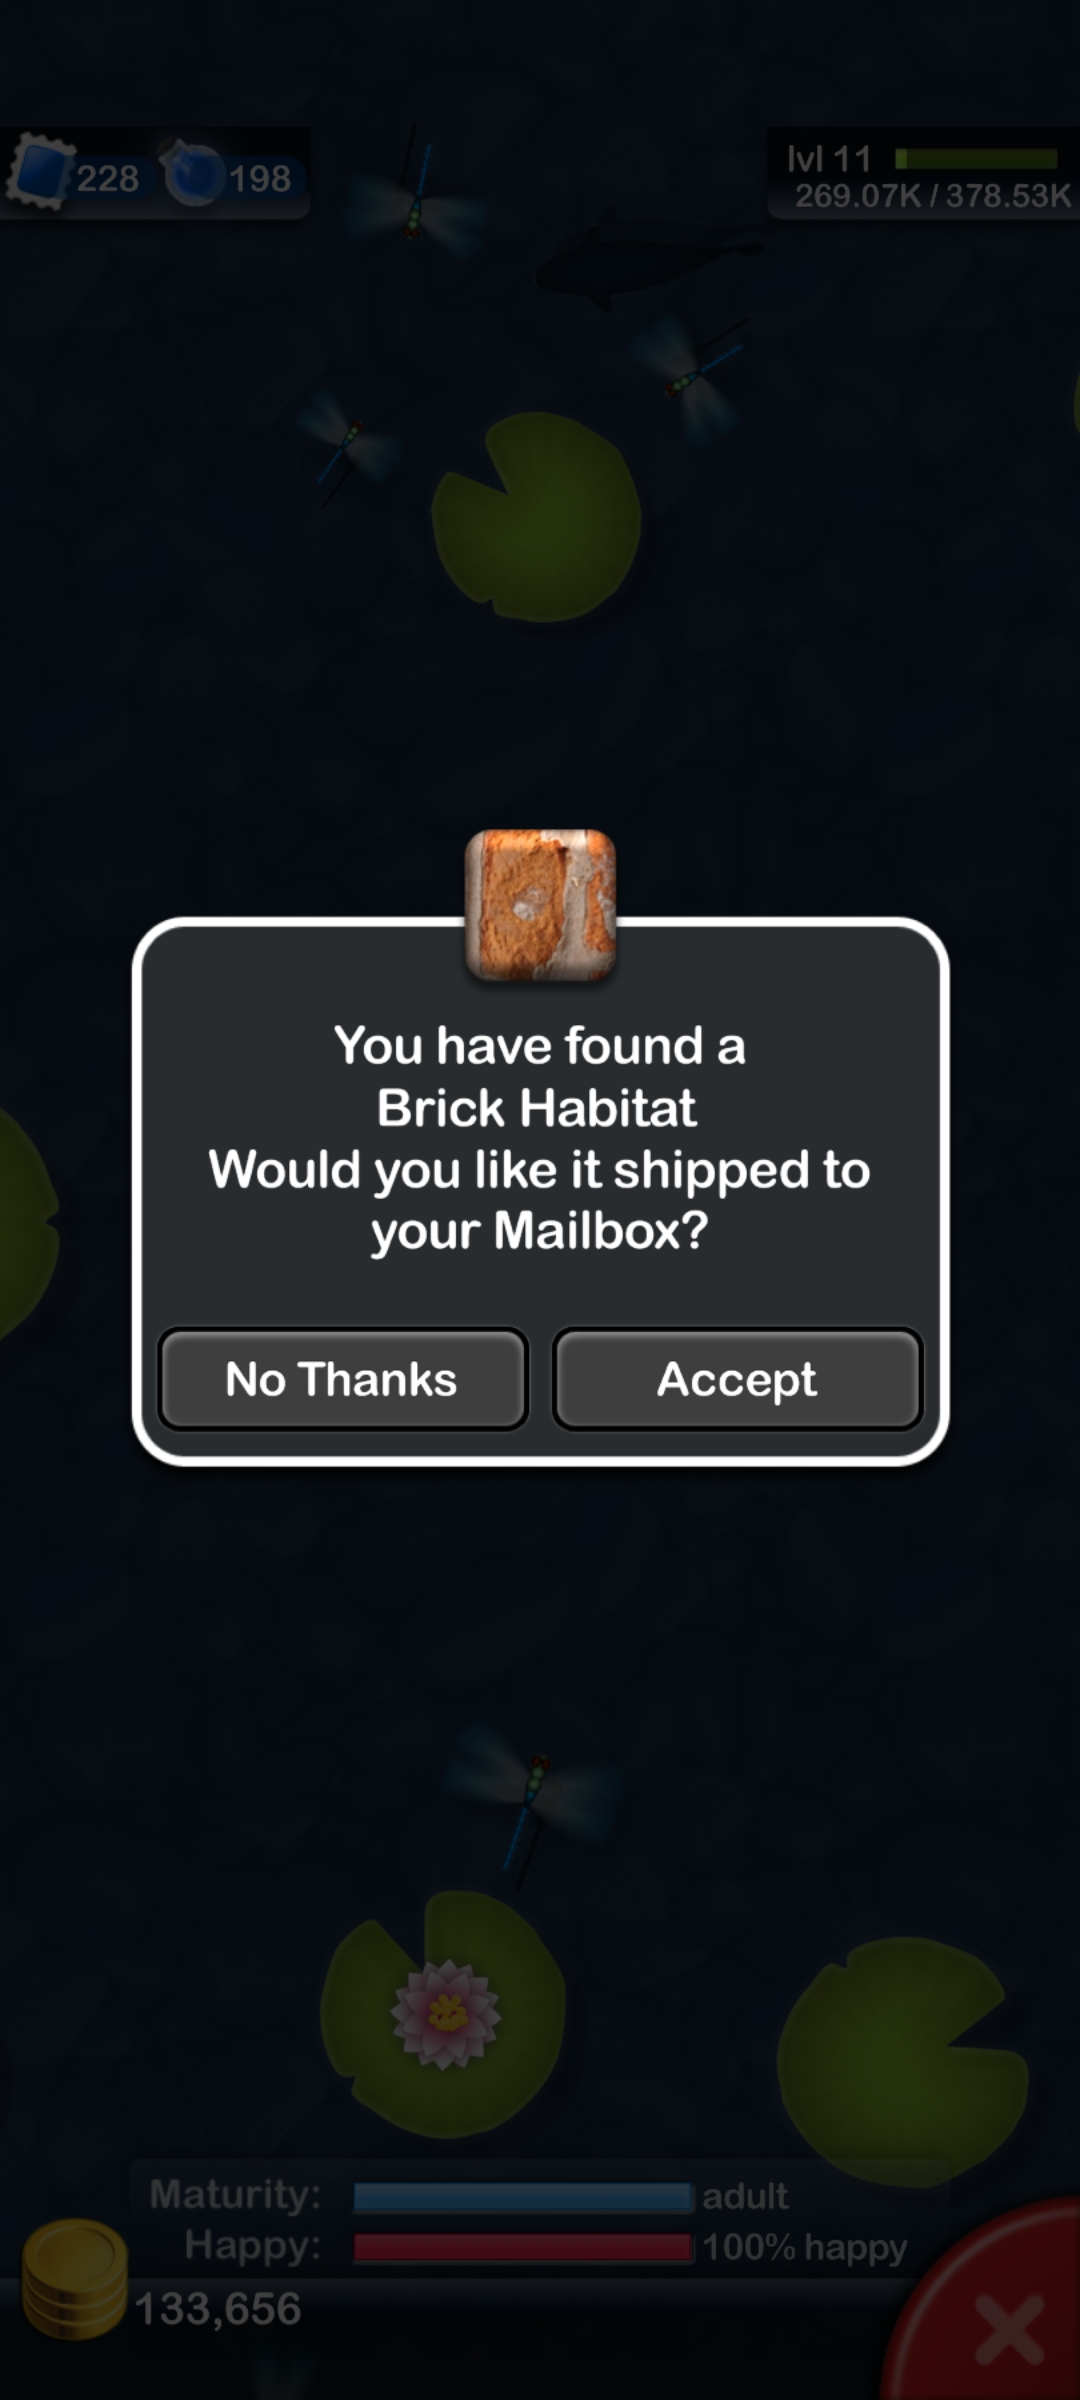 228
198
lvl 11
269.07K / 378.53K
You have found a
Brick Habitat
Would you like it shipped to
your Mailbox?
No Thanks
Accept
Maturity:
adult
Happy:
100% happy
133,656